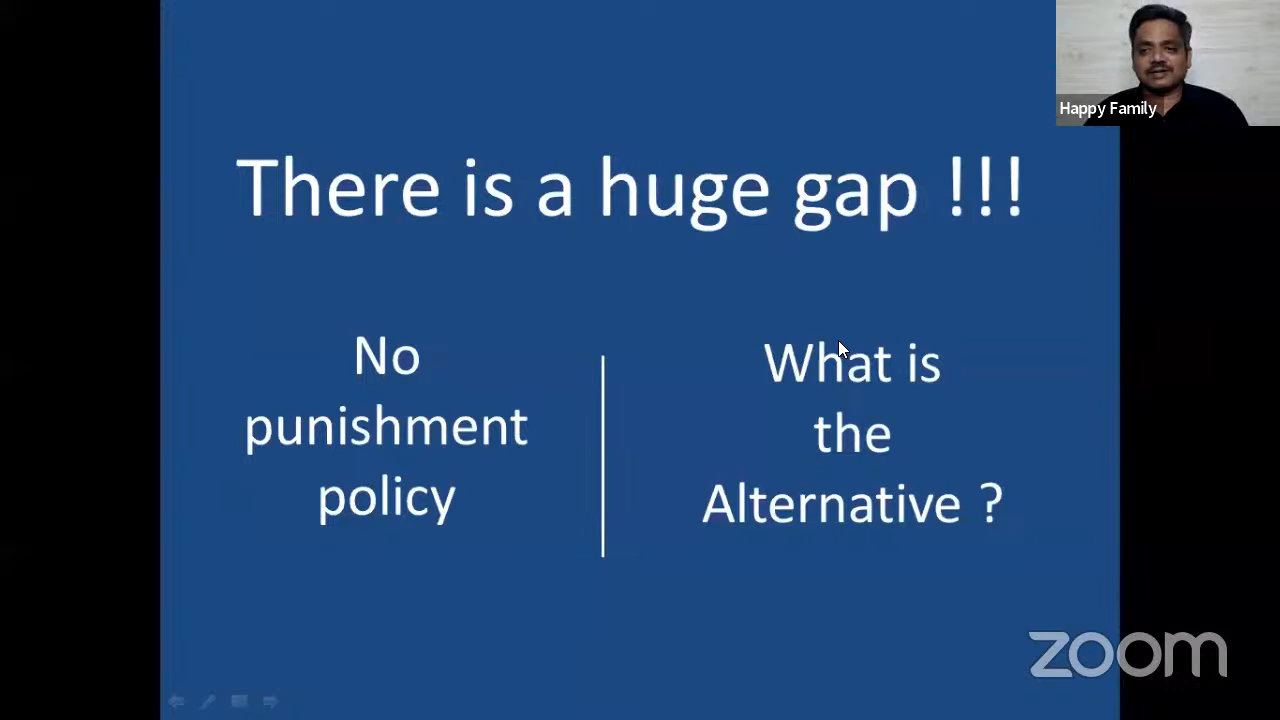 Happy Family
There is a huge gap !!!
No
punishment
policy
What is
the
Alternative ?
zoom